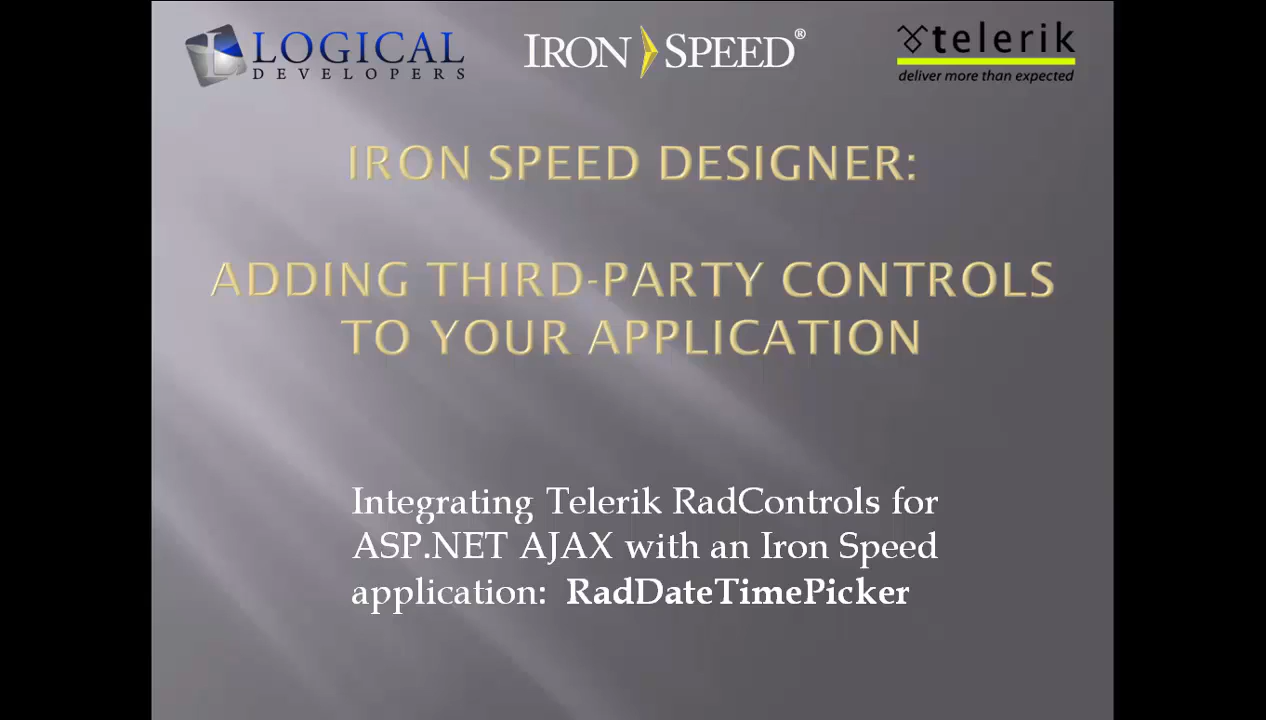 LOGICAL
DEVELOPERS
IRON SPEED®
telerik
deliver more than expected
IRON SPEED DESIGNER:
ADDING THIRD-PARTY CONTROLS
TO YOUR APPLICATION
Integrating Telerik RadControls for
ASP.NET AJAX with an Iron Speed
application: RadDateTimePicker